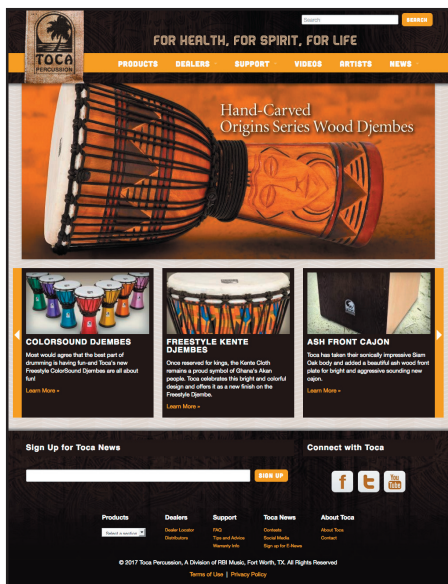 Search
SEARCH
TOCA
PERCUSSION
FOR HEALTH, FOR SPIRIT, FOR LIFE
PRODUCTS
DEALERS
SUPPORT
VIDEOS
ARTISTS
NEWS
Hand-Carved
Origins Series Wood Djembes
COLORSOUND DJEMBES
Most would agree that the best part of
drumming is having fun-and Toca's new
Freestyle ColorSound Djembes are all about
fun!
Learn More »
FREESTYLE KENTE
DJEMBES
Once reserved for kings, the Kente Cloth
remains a proud symbol of Ghana's Akan
people. Toca celebrates this bright and colorful
design and offers it as a new finish on the
Freestyle Djembe.
Learn More »
ASH FRONT CAJON
Toca has taken their sonically impressive Siam
Oak body and added a beautiful ash wood front
plate for bright and aggressive sounding new
cajon.
Learn More »
Sign Up for Toca News
SIGN UP
Connect with Toca
f
t
You
Tube
Products
Select a section
Dealers
Dealer Locator
Distributors
Support
FAQ
Tips and Advice
Warranty Info
Toca News
Contests
Social Media
Sign up for E-News
About Toca
About Toca
Contact
© 2017 Toca Percussion, A Division of RBI Music, Fort Worth, TX. All Rights Reserved
Terms of Use | Privacy Policy